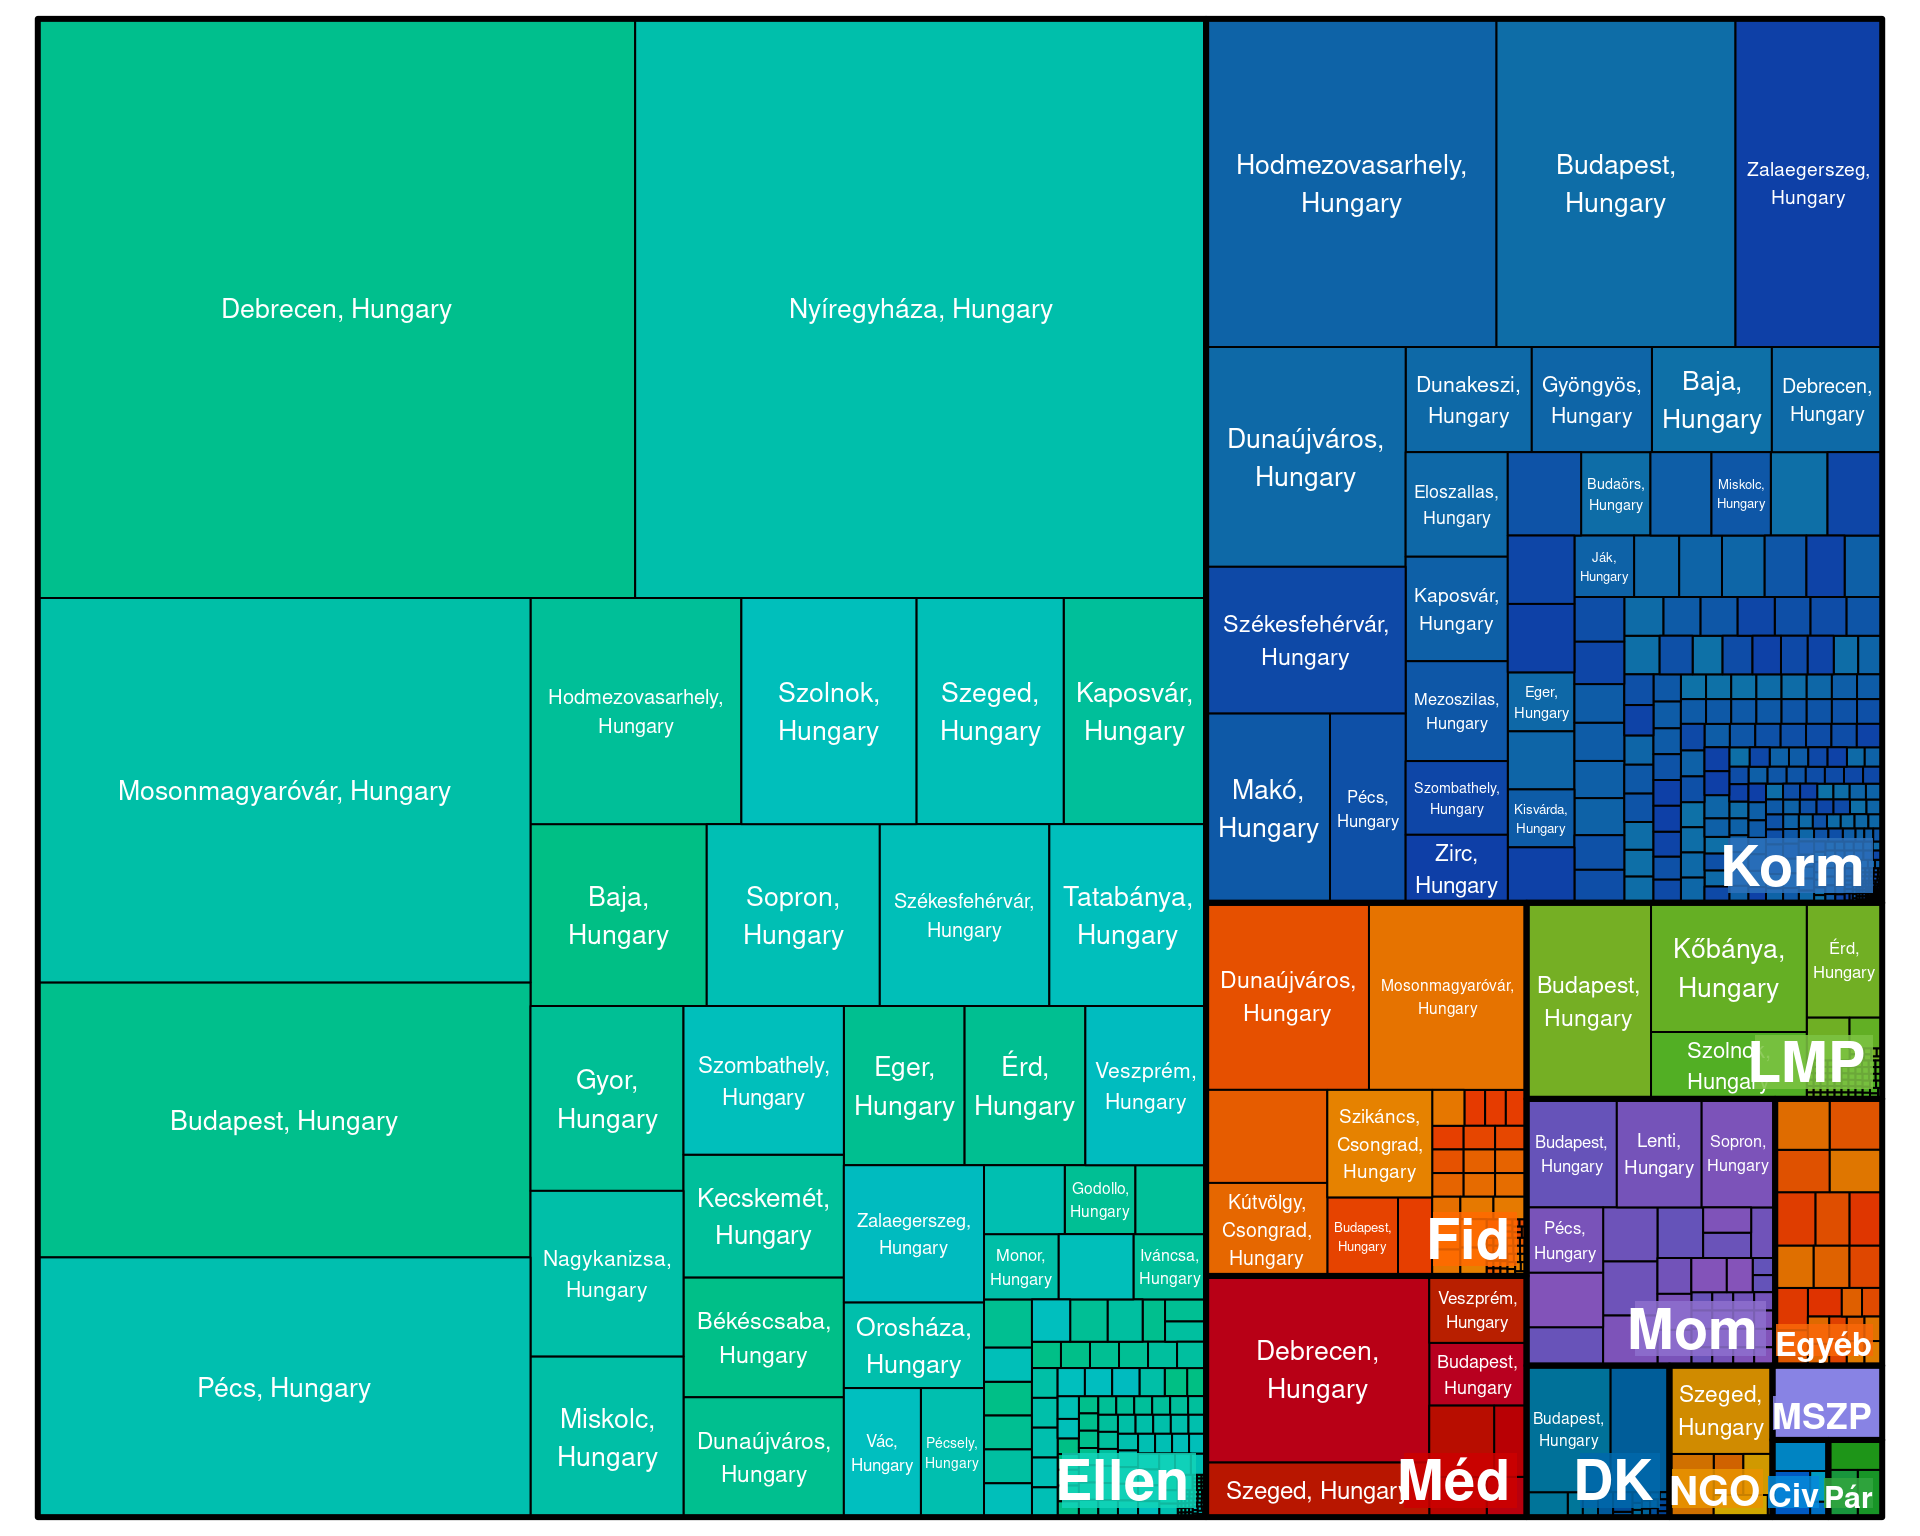 Debrecen, Hungary
Nyíregyháza, Hungary
Mosonmagyaróvár, Hungary
Budapest, Hungary
Pécs, Hungary
Hodmezovasarhely,
Hungary
Szolnok,
Hungary
Szeged,
Hungary
Kaposvár,
Hungary
Baja,
Hungary
Sopron,
Hungary
Székesfehérvár,
Hungary
Tatabánya,
Hungary
Gyor,
Hungary
Nagykanizsa,
Hungary
Miskolc,
Hungary
Szombathely,
Hungary
Kecskemét,
Hungary
Békéscsaba,
Hungary
Dunaújváros,
Hungary
Eger,
Hungary
Érd,
Hungary
Veszprém,
Hungary
Zalaegerszeg,
Hungary
Orosháza,
Hungary
Vác,
Hungary
Pécsely,
Hungary
Godollo,
Hungary
Monor,
Hungary
Iváncsa,
Hungary
Ellen
Hodmezovasarhely,
Hungary
Budapest,
Hungary
Zalaegerszeg,
Hungary
Dunaújváros,
Hungary
Székesfehérvár,
Hungary
Makó,
Hungary
Pécs,
Hungary
Dunakeszi,
Hungary
Gyöngyös,
Hungary
Baja,
Hungary
Debrecen,
Hungary
Eloszallas,
Hungary
Kaposvár,
Hungary
Mezoszilas,
Hungary
Szombathely,
Hungary
Zirc,
Hungary
Budaörs,
Hungary
Miskolc,
Hungary
Ják,
Hungary
Eger,
Hungary
Kisvárda,
Hungary
Korm
Dunaújváros,
Hungary
Mosonmagyaróvár,
Hungary
Szikáncs,
Csongrad,
Hungary
Kútvölgy,
Csongrad,
Hungary
Budapest,
Hungary
Fid
Debrecen,
Hungary
Veszprém,
Hungary
Budapest,
Hungary
Szeged, Hungary
Méd
Budapest,
Hungary
Kőbánya,
Hungary
Érd,
Hungary
Szolnok,
Hungary
LMP
Budapest,
Hungary
Lenti,
Hungary
Sopron,
Hungary
Pécs,
Hungary
Mom
Egyéb
Budapest,
Hungary
DK
Szeged,
Hungary
NGO
MSZP
Civ
Pár